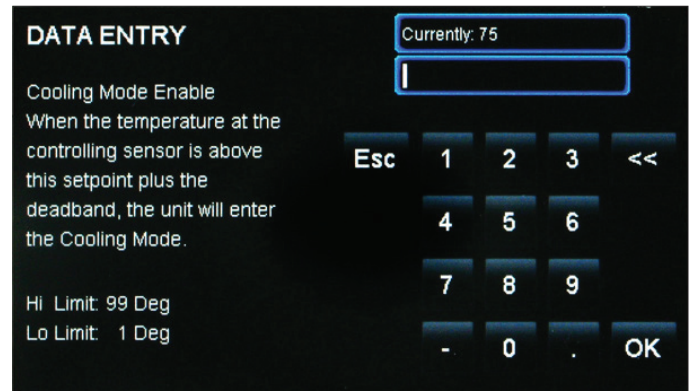 DATA ENTRY
Currently: 75
Cooling Mode Enable
When the temperature at the
controlling sensor is above
this setpoint plus the
deadband, the unit will enter
the Cooling Mode.
Hi Limit: 99 Deg
Lo Limit: 1 Deg
Esc 1 2 3 <<
4 5 6
7 8 9
- 0 . OK